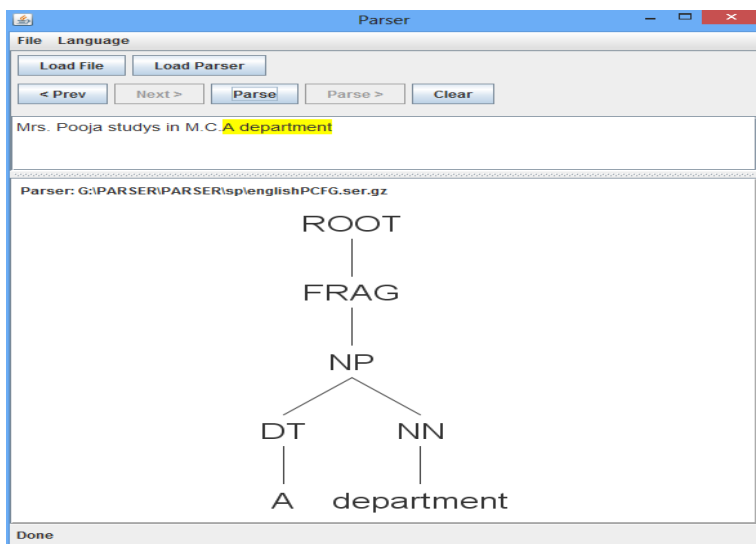 Parser
File Language
Load File Load Parser
< Prev Next > Parse Parse > Clear
Mrs. Pooja studys in M.C.A department
Parser: G:\PARSER\PARSER\sp\englishPCFG.ser.gz
ROOT
FRAG
NP
DT NN
A department
Done